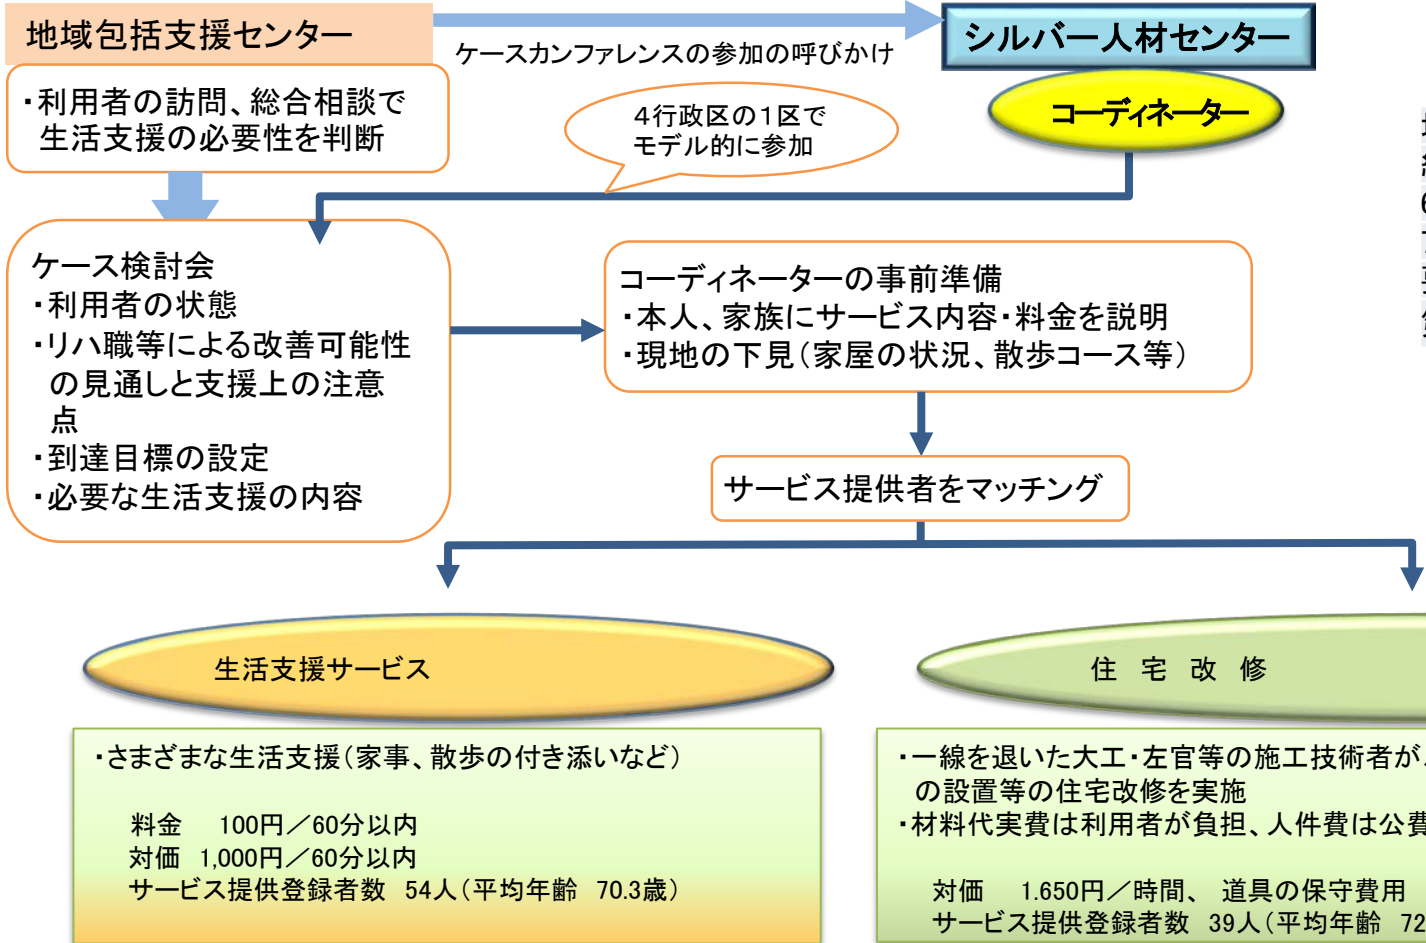 地域包括支援センター
シルバー人材センター
ケースカンファレンスの参加の呼びかけ
・利用者の訪問、総合相談で
生活支援の必要性を判断
4行政区の1区で
モデル的に参加
コーディネーター
ケース検討会
・利用者の状態
・リハ職等による改善可能性
の見通しと支援上の注意
点
・到達目標の設定
・必要な生活支援の内容
コーディネーターの事前準備
・本人、家族にサービス内容・料金を説明
・現地の下見(家屋の状況、散歩コース等)
サービス提供者をマッチング
生活支援サービス
・さまざまな生活支援(家事、散歩の付き添いなど)
料金 100円/60分以内
対価 1,000円/60分以内
サービス提供登録者数 54人(平均年齢 70.3歳)
住 宅 改 修
・一線を退いた大工・左官等の施工技術者が
の設置等の住宅改修を実施
・材料代実費は利用者が負担、人件費は公費
対価 1.650円/時間、 道具の保守費用
サービス提供登録者数 39人(平均年齢 72